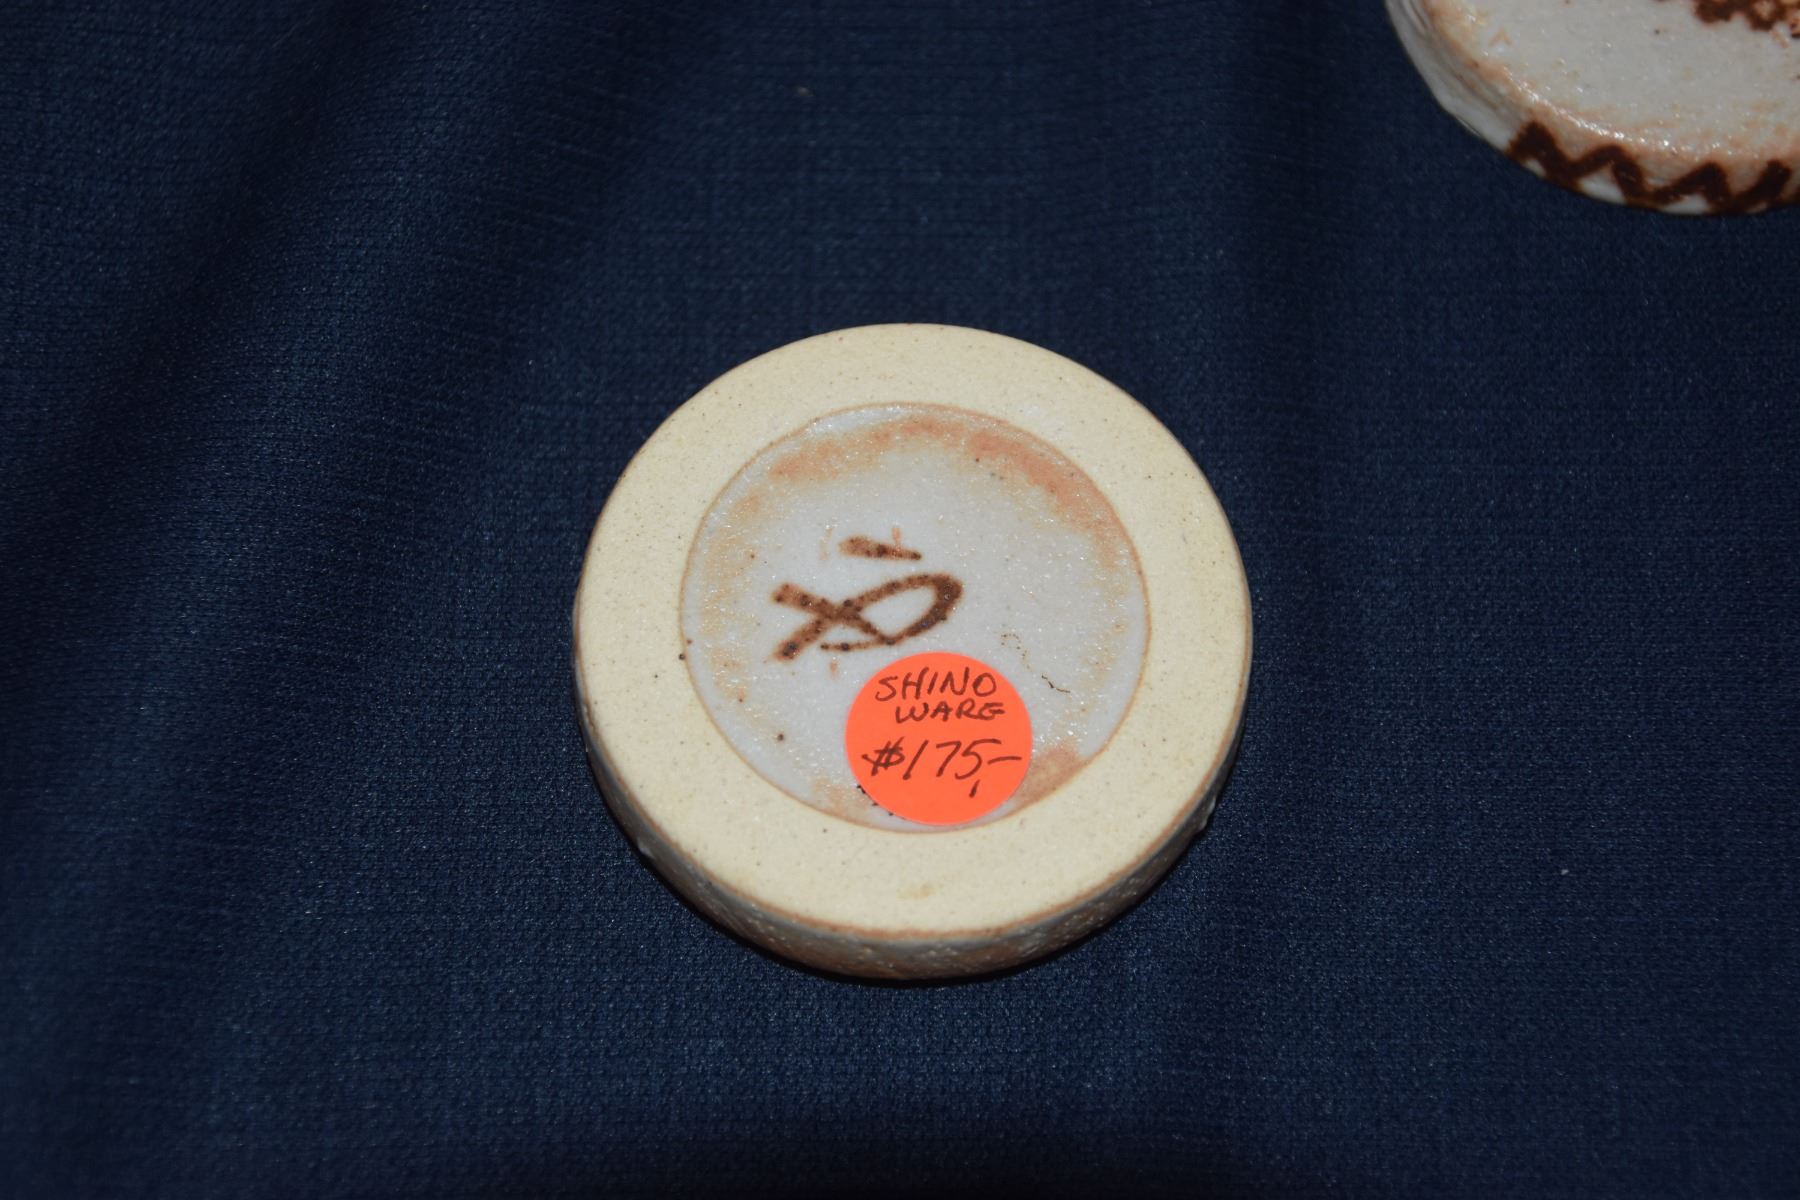 SHINO
WARE
$175,-